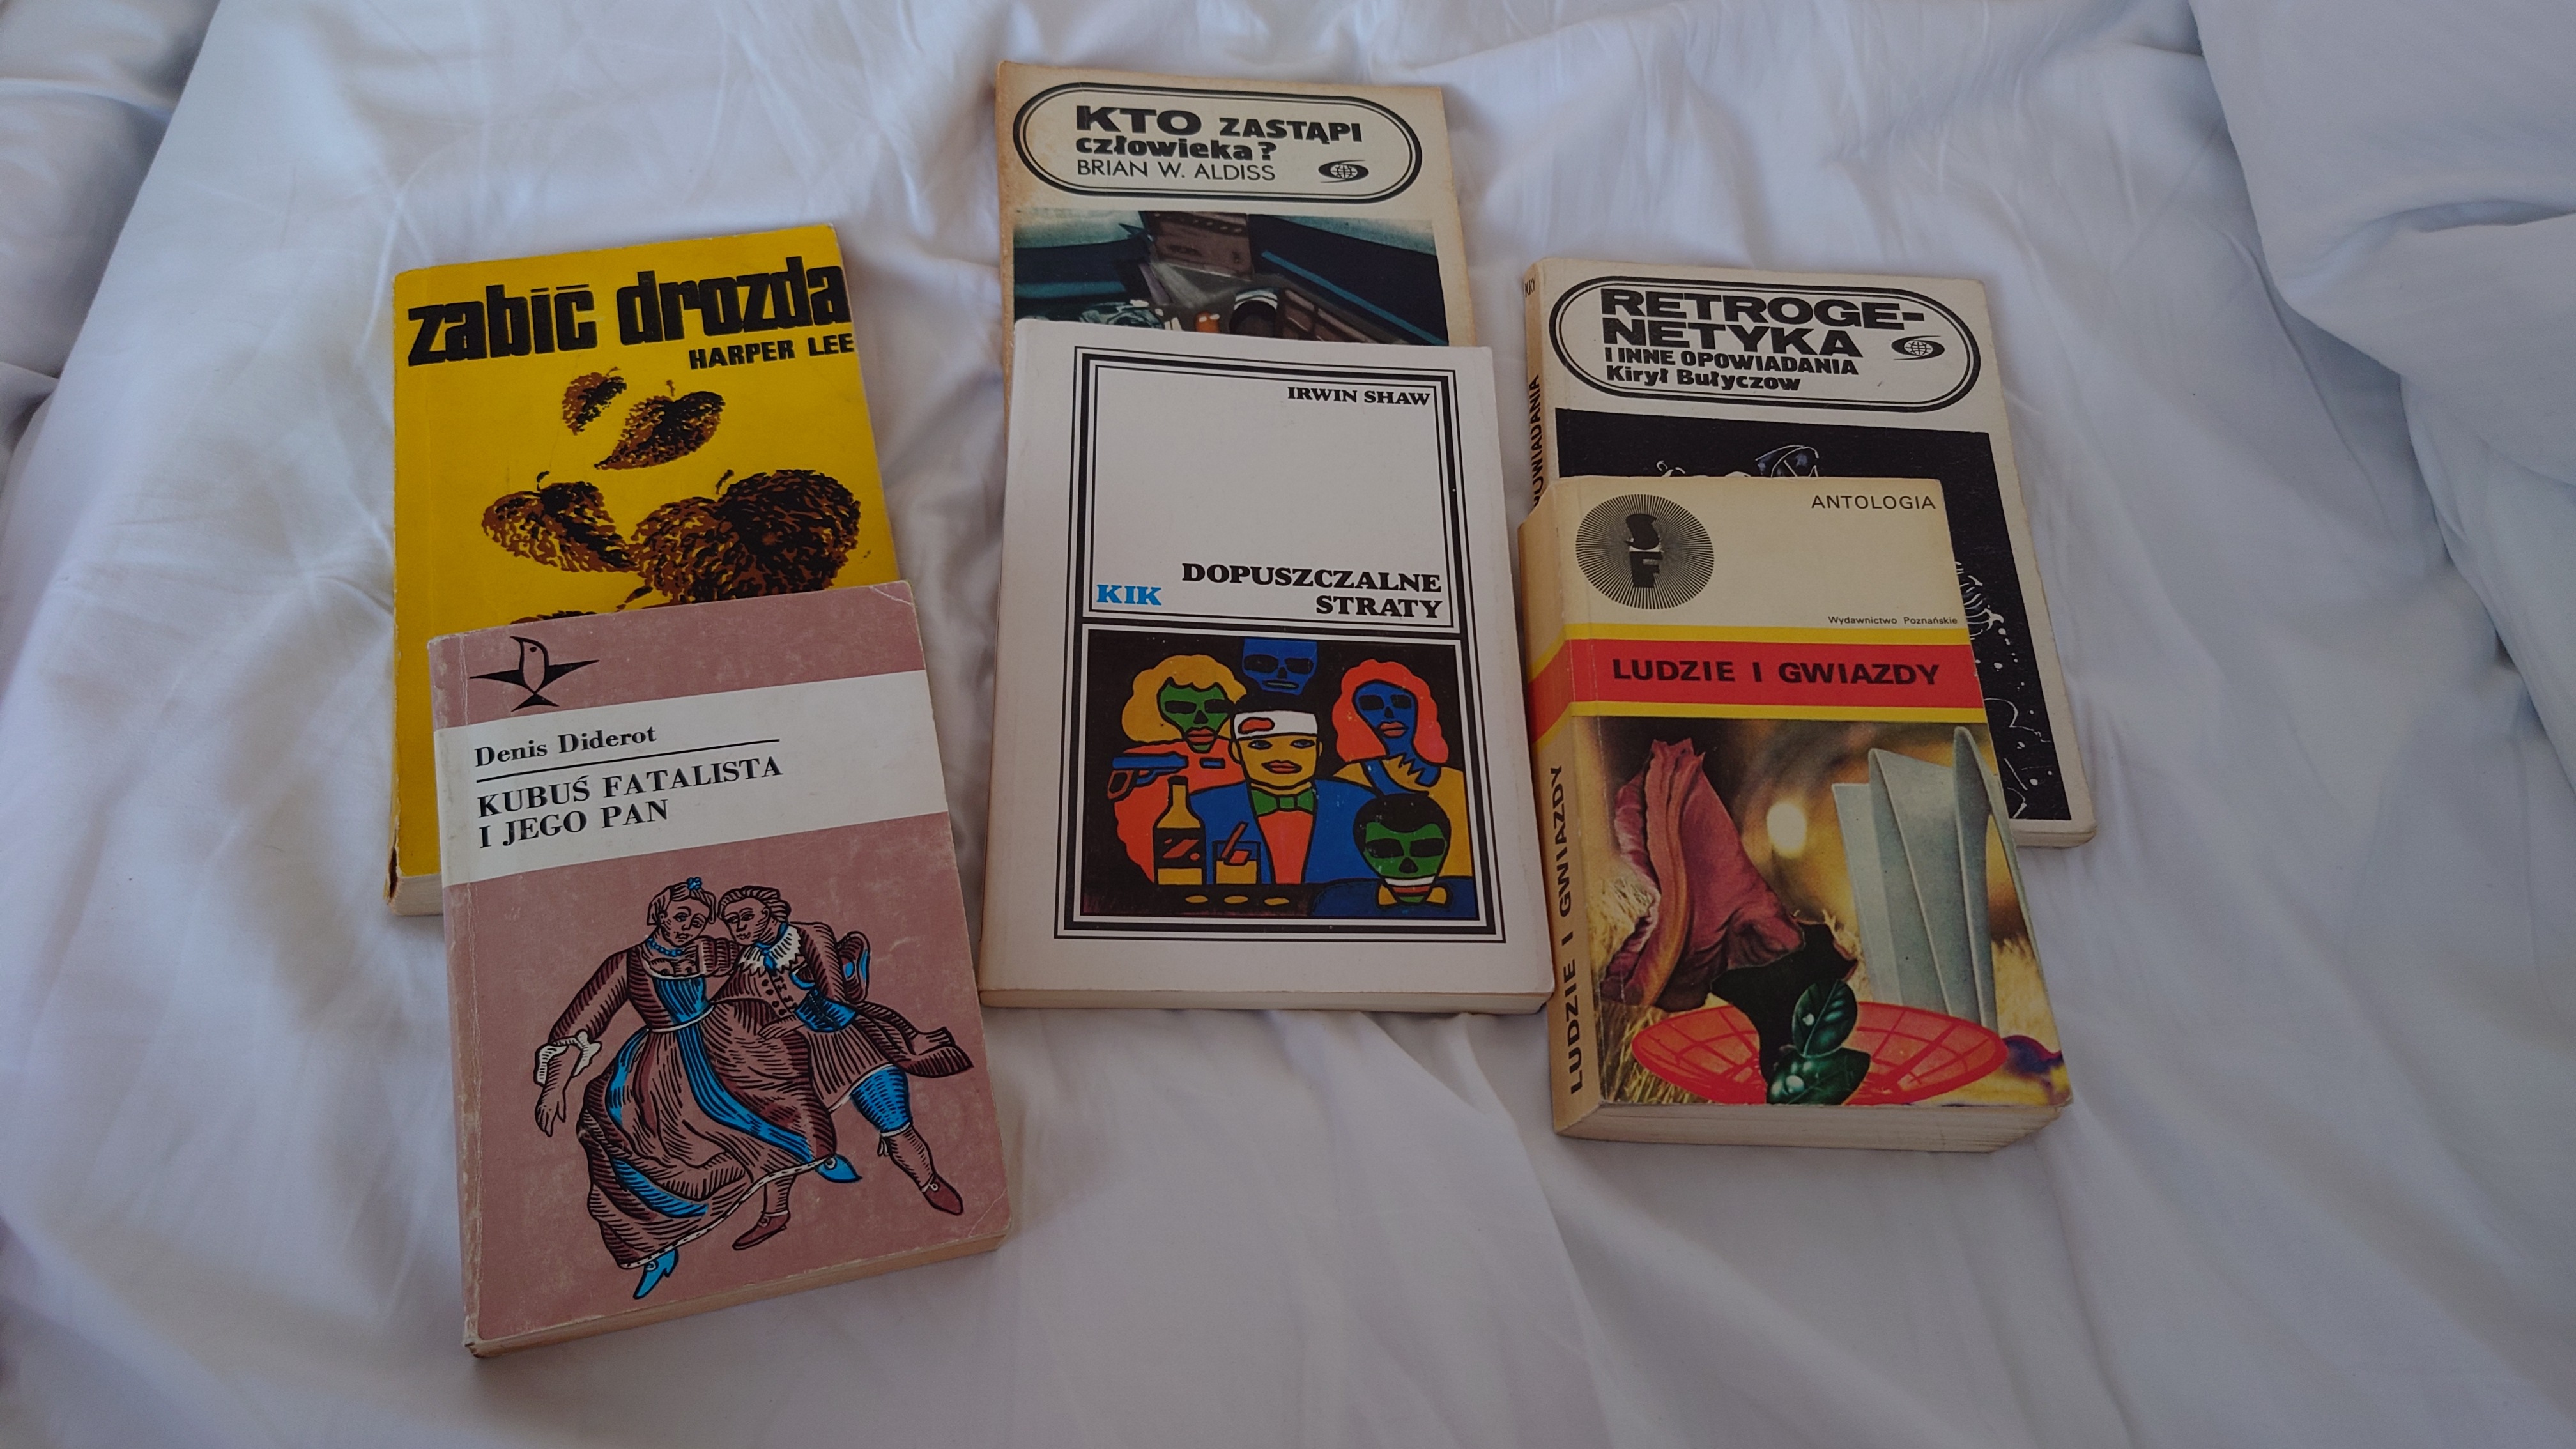 zabić drozda
HARPER LEE
Denis Diderot
KUBUŚ FATALISTA
I JEGO PAN
KTO ZASTĄPI
człowieka?
BRIAN W. ALDISS
IRWIN SHAW
DOPUSZCZALNE
KIK STRATY
RETROGE-
NETYKA
I INNE OPOWIADANIA
Kirył Bułyczow
ANTOLOGIA
SF
Wydawnictwo Poznańskie
LUDZIE I GWIAZDY
LUDZIE I GWIAZDY